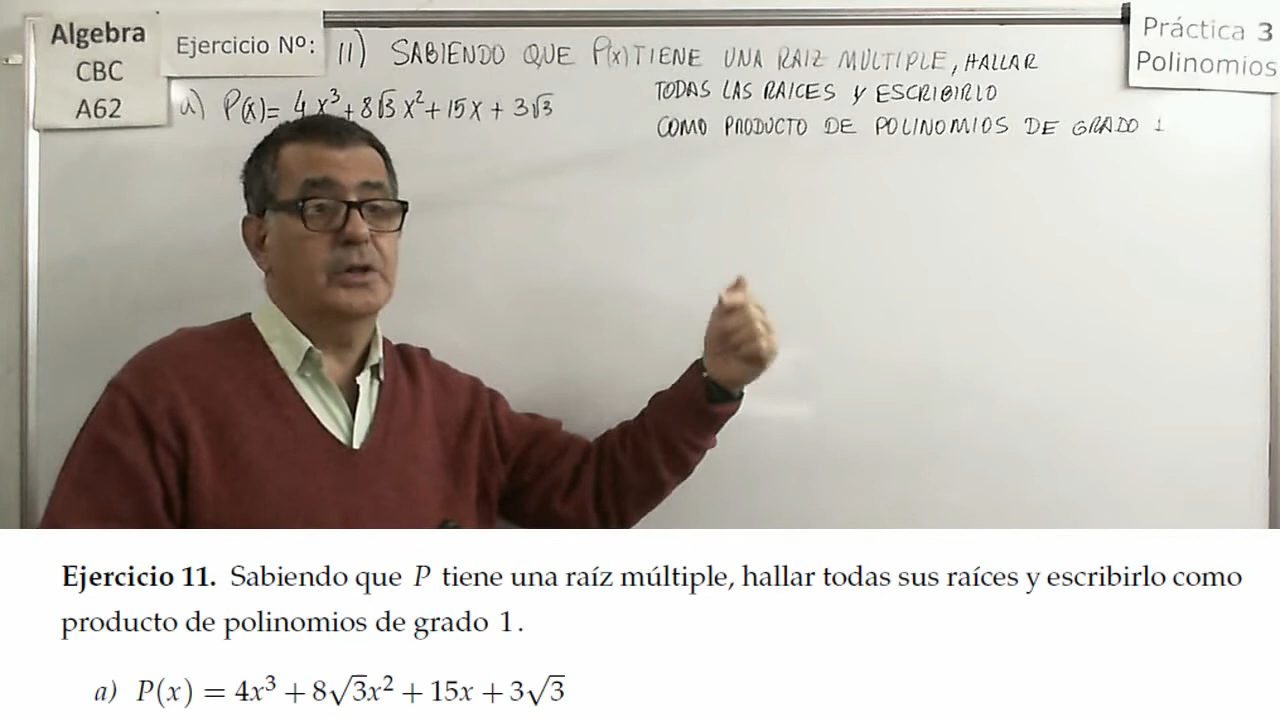 Algebra
CBC
A62
Ejercicio Nº:
11) SABIENDO QUE P(x) TIENE UNA RAIZ MULTIPLE, HALLAR
TODAS LAS RAICES Y ESCRIBIRLO
COMO PRODUCTO DE POLINOMIOS DE GRADO 1
a) P(x)= 4x³+8√3x²+15x+3√3
Práctica 3
Polinomios
Ejercicio 11. Sabiendo que P tiene una raíz múltiple, hallar todas sus raíces y escribirlo como
producto de polinomios de grado 1.
a) P(x) = 4x³ + 8√3x² + 15x + 3√3